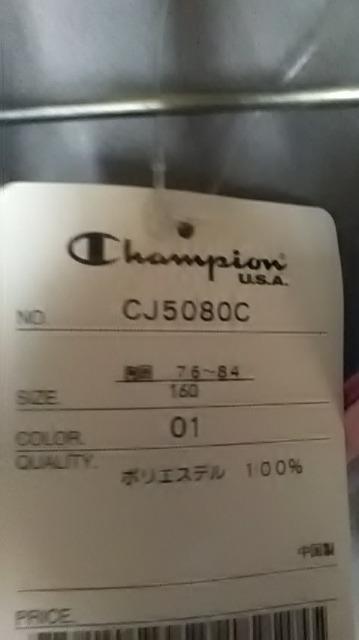 Champion
U.S.A.
NO. CJ5080C
胸囲 76～84
SIZE. 160
COLOR. 01
QUALITY.
ポリエステル 100%
中国製
PRICE.